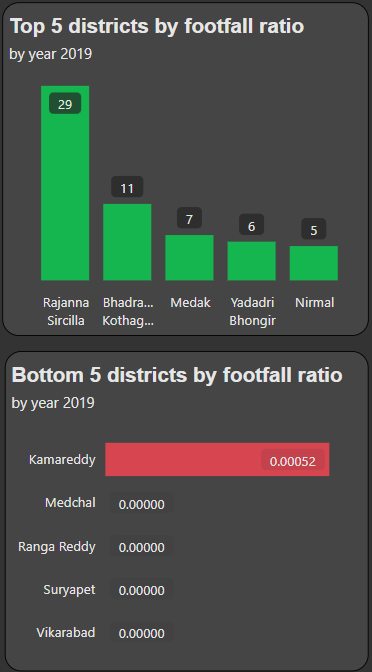 Top 5 districts by footfall ratio
by year 2019
29
11
7
6
5
Rajanna
Sircilla
Bhadra...
Kothag...
Medak
Yadadri
Bhongir
Nirmal
Bottom 5 districts by footfall ratio
by year 2019
Kamareddy 0.00052
Medchal 0.00000
Ranga Reddy 0.00000
Suryapet 0.00000
Vikarabad 0.00000